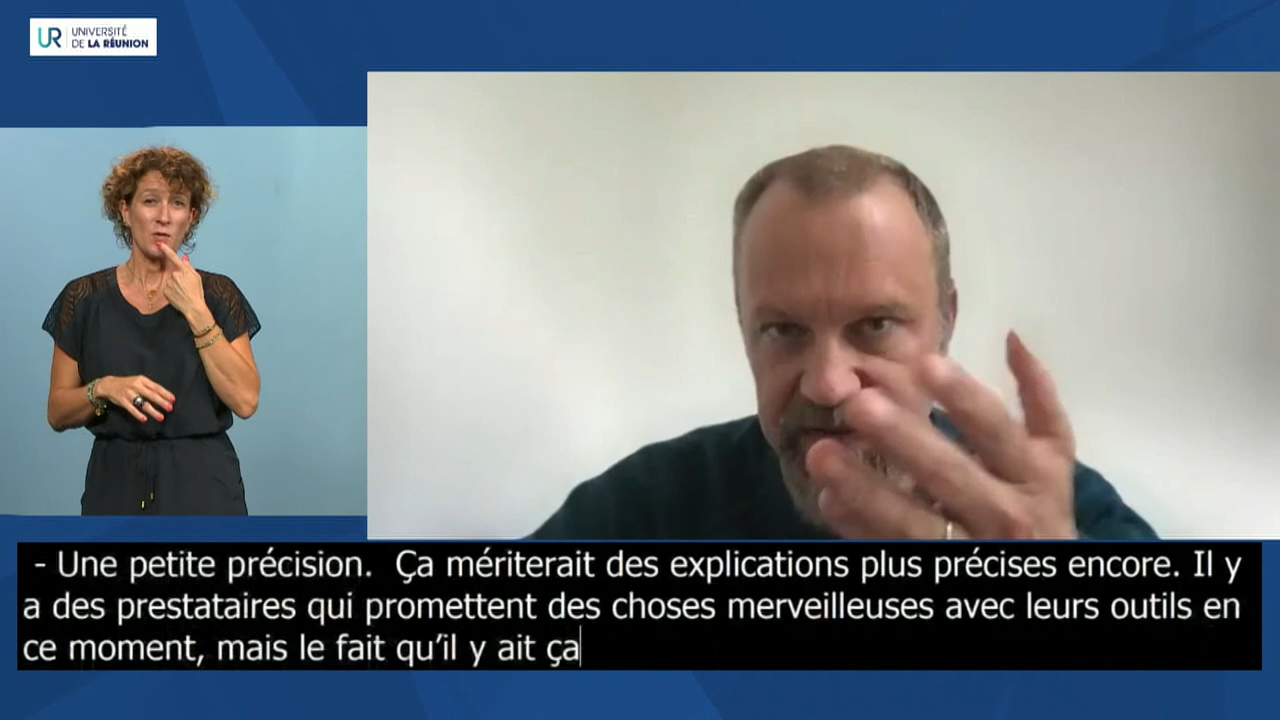 UR
UNIVERSITÉ
DE LA RÉUNION
- Une petite précision.  Ça mériterait des explications plus précises encore. Il y
a des prestataires qui promettent des choses merveilleuses avec leurs outils en
ce moment, mais le fait qu’il y ait ça